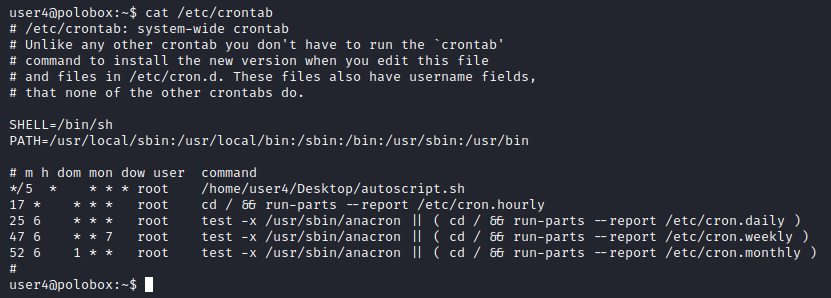 user4@polobox:~$ cat /etc/crontab
# /etc/crontab: system-wide crontab
# Unlike any other crontab you don't have to run the `crontab'
# command to install the new version when you edit this file
# and files in /etc/cron.d. These files also have username fields,
# that none of the other crontabs do.

SHELL=/bin/sh
PATH=/usr/local/sbin:/usr/local/bin:/sbin:/bin:/usr/sbin:/usr/bin

# m h dom mon dow user  command
*/5  *    * * * root    /home/user4/Desktop/autoscript.sh
17 *    * * *   root    cd / && run-parts --report /etc/cron.hourly
25 6    * * *   root    test -x /usr/sbin/anacron || ( cd / && run-parts --report /etc/cron.daily )
47 6    * * 7   root    test -x /usr/sbin/anacron || ( cd / && run-parts --report /etc/cron.weekly )
52 6    1 * *   root    test -x /usr/sbin/anacron || ( cd / && run-parts --report /etc/cron.monthly )
#
user4@polobox:~$